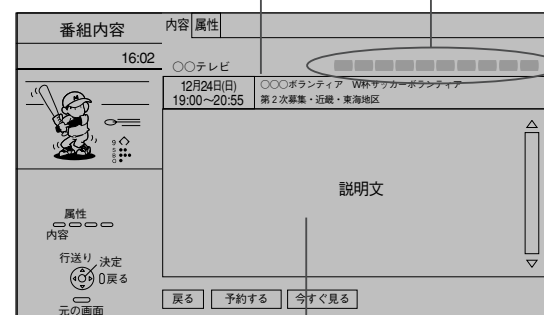 番組内容
内容 属性
16:02
○○テレビ
12月24日(日)
19:00～20:55
○○○ボランティア W杯サッカーボランティア
第2次募集・近畿・東海地区
説明文
属性
内容
行送り
決定
戻る
元の画面
戻る 予約する 今すぐ見る